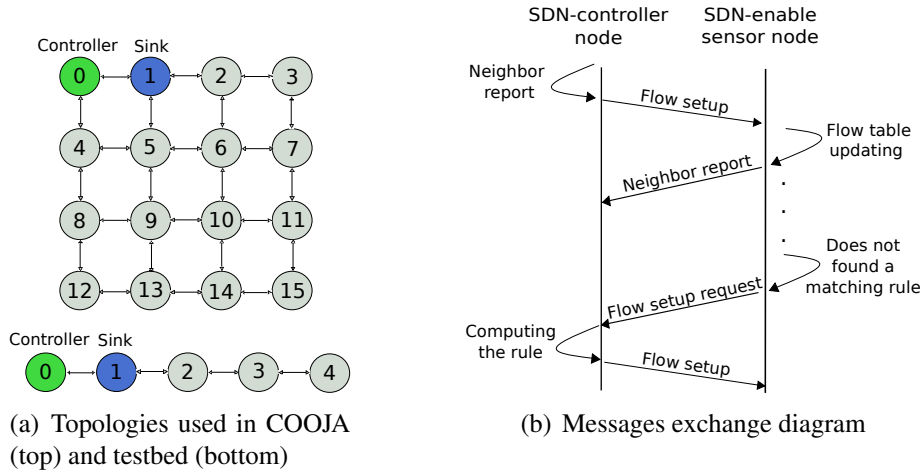 Controller Sink
0 1 2 3
4 5 6 7
8 9 10 11
12 13 14 15
Controller Sink
0 1 2 3 4
(a) Topologies used in COOJA
(top) and testbed (bottom)
SDN-controller
node
SDN-enable
sensor node
Neighbor
report
Flow setup
Flow table
updating
Neighbor report
.
.
.
Does not
found a
matching rule
Flow setup request
Computing
the rule
Flow setup
(b) Messages exchange diagram